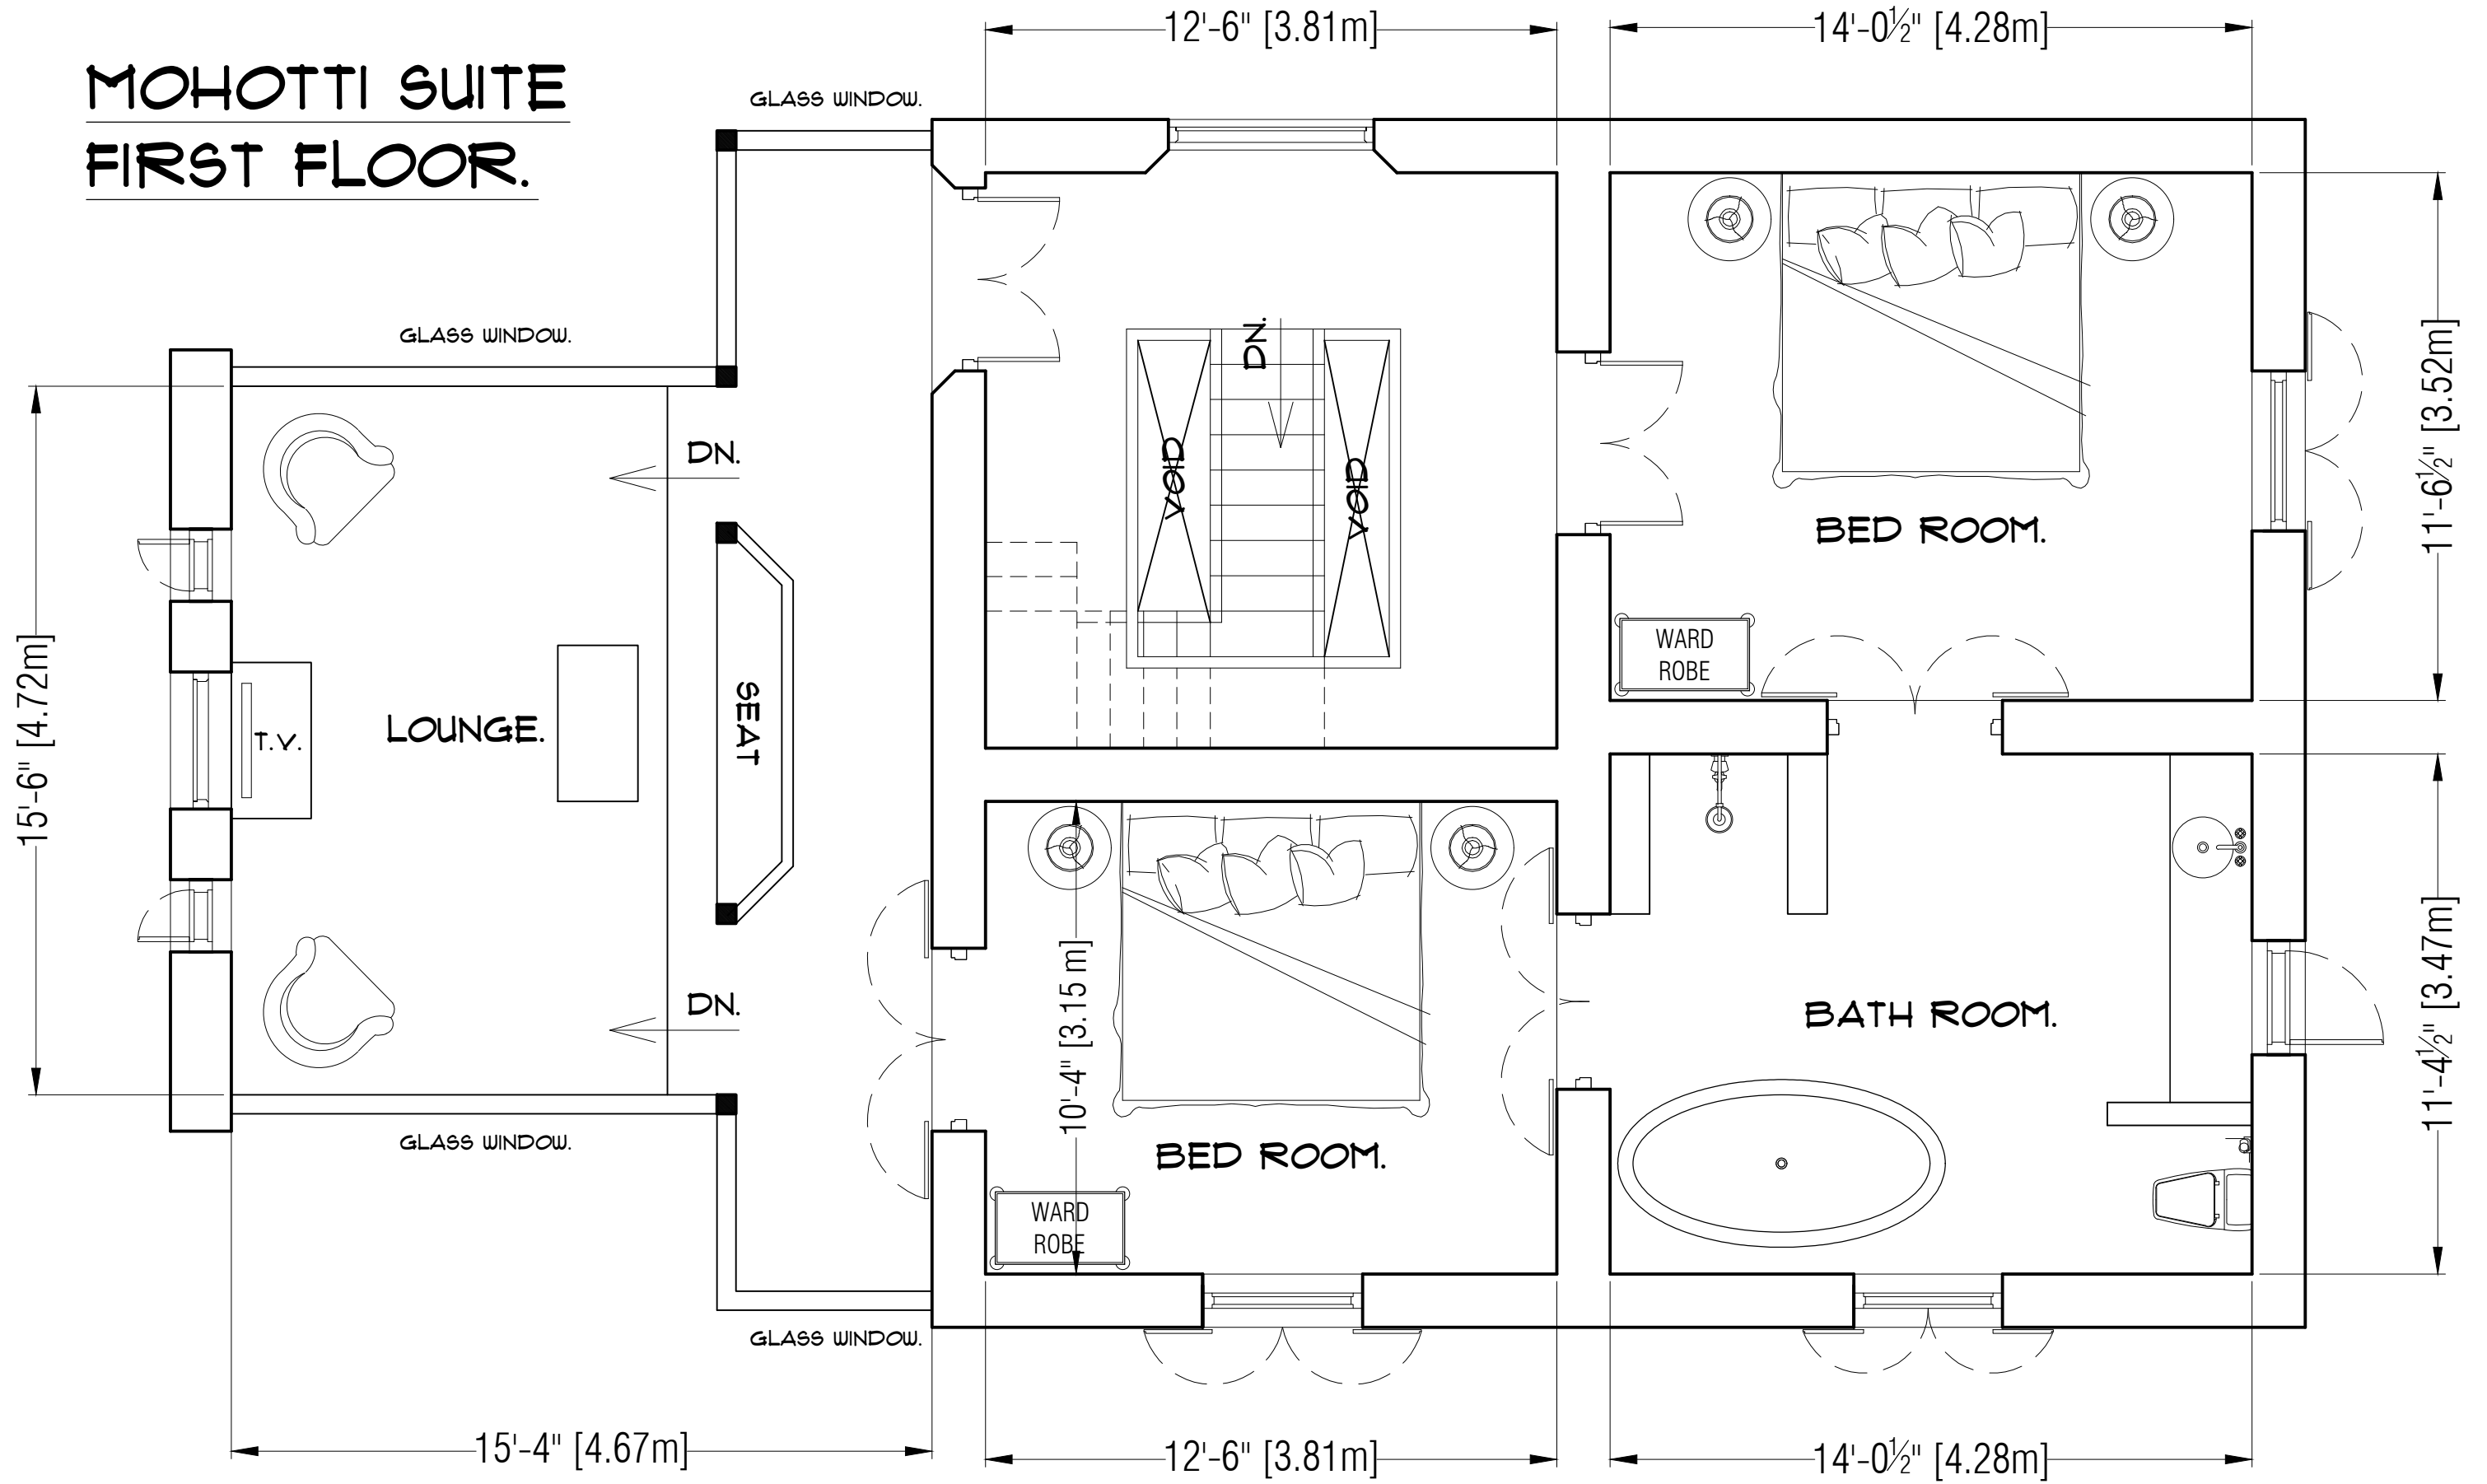 MOHOTTI SUITE
FIRST FLOOR.
12'-6" [3.81m]
14'-0½" [4.28m]
GLASS WINDOW.
GLASS WINDOW.
DN.
DN.
VOID
VOID
BED ROOM.
11'-6½" [3.52m]
WARD
ROBE
15'-6" [4.72m]
T.V.
LOUNGE.
SEAT
DN.
10'-4" [3.15 m]
BATH ROOM.
11'-4½" [3.47m]
GLASS WINDOW.
BED ROOM.
WARD
ROBE
GLASS WINDOW.
15'-4" [4.67m]
12'-6" [3.81m]
14'-0½" [4.28m]